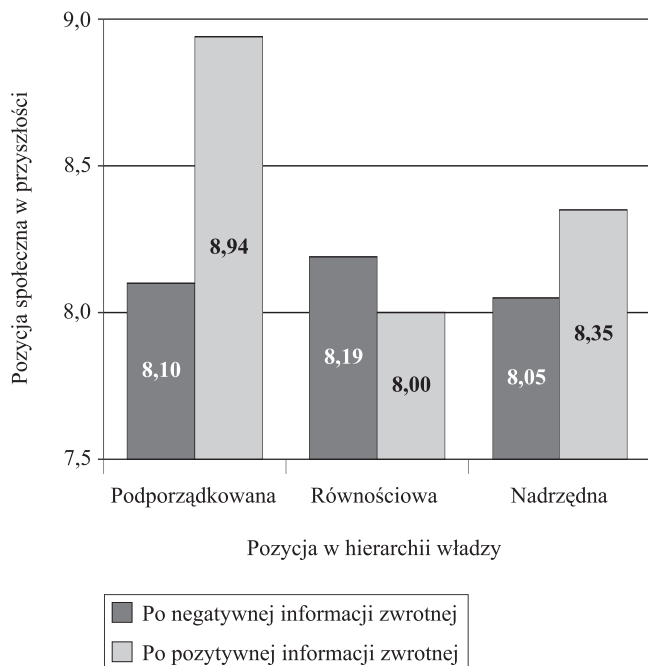 Pozycja społeczna w przyszłości
9,0
8,5
8,0
7,5
8,10
8,94
8,19
8,00
8,05
8,35
Podporządkowana
Równościowa
Nadrzędna
Pozycja w hierarchii władzy
Po negatywnej informacji zwrotnej
Po pozytywnej informacji zwrotnej